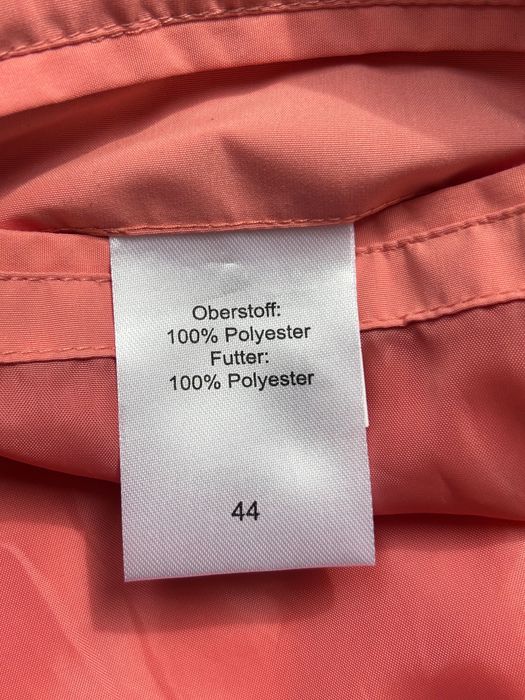 Oberstoff:
100% Polyester
Futter:
100% Polyester
44